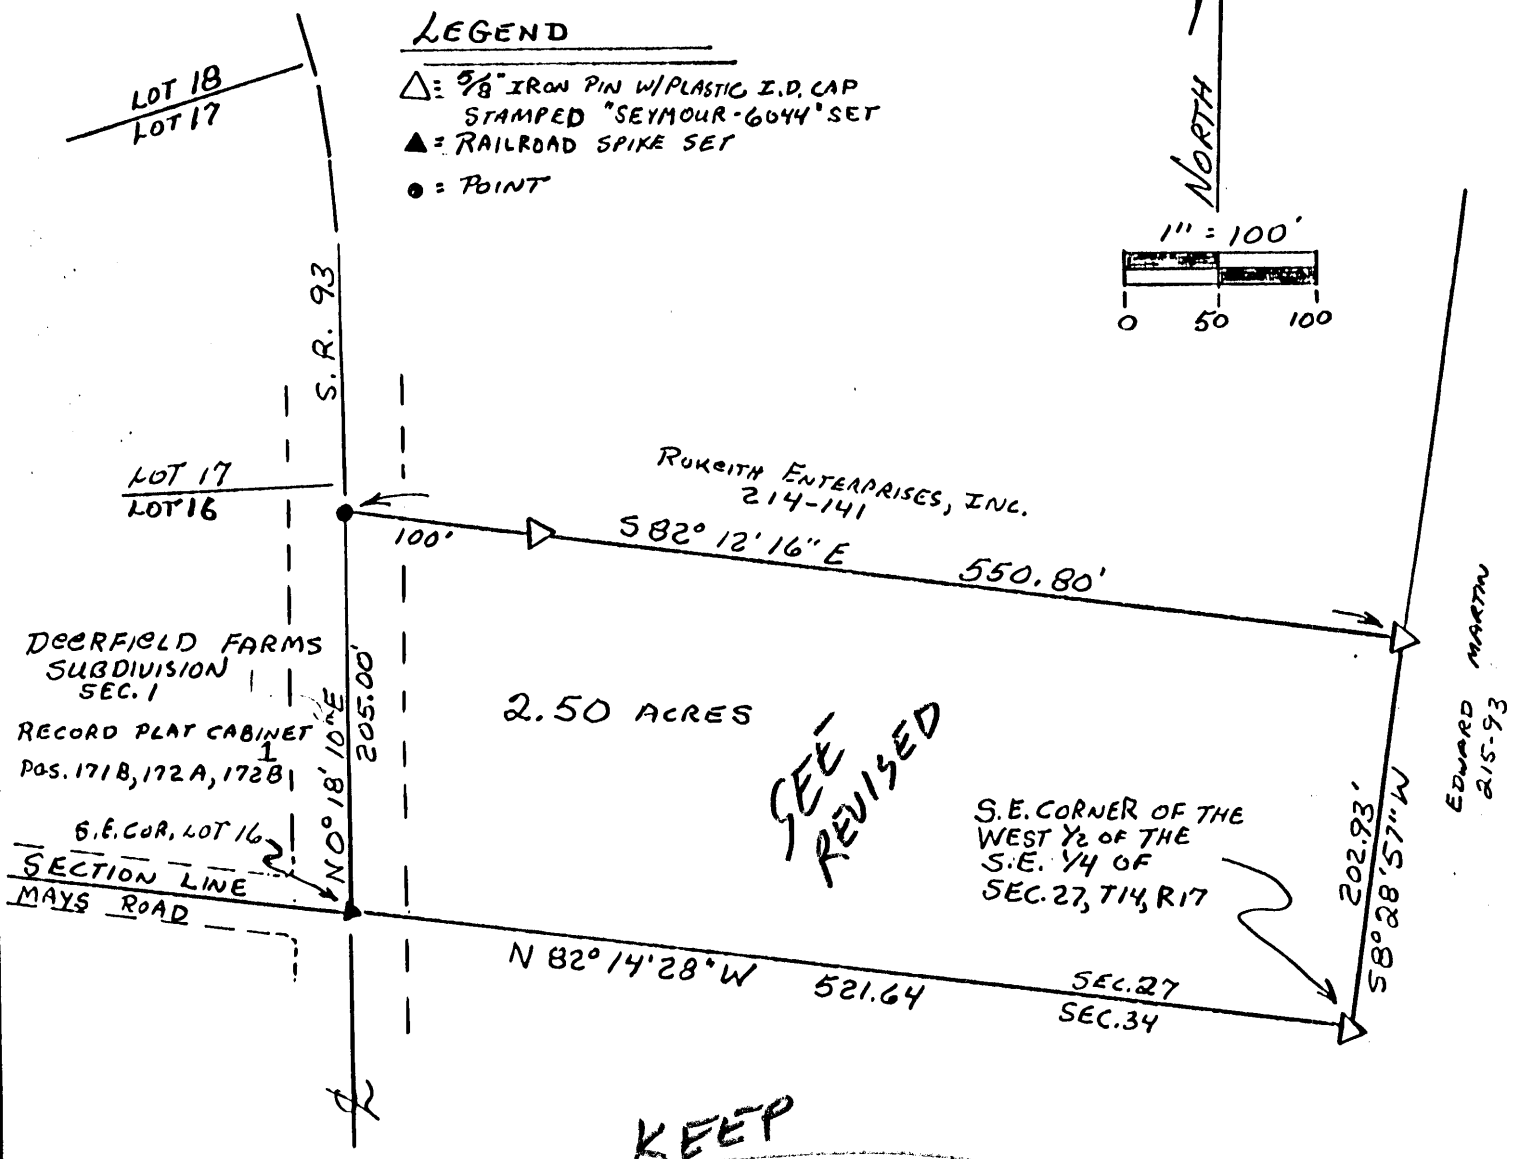 LEGEND
△ = 5/8" IRON PIN W/PLASTIC I.D. CAP
STAMPED "SEYMOUR-6044" SET
▲ = RAILROAD SPIKE SET
● = POINT
LOT 18
LOT 17
NORTH
1" = 100'
0 50 100
S. R. 93
LOT 17
LOT 16
RUKEITH ENTERPRISES, INC.
214-141
100'
S 82° 12' 16" E 550.80'
DEERFIELD FARMS
SUBDIVISION
SEC. 1
RECORD PLAT CABINET
1
PGS. 171B, 172A, 172B
N 0° 18' 10" E
205.00'
2.50 ACRES
SEE
REVISED
EDWARD MARTIN
215-93
S.E. COR. LOT 16
SECTION LINE
MAYS ROAD
S.E. CORNER OF THE
WEST 1/2 OF THE
S.E. 1/4 OF
SEC. 27, T14, R17
202.93'
S8° 28' 57" W
N 82° 14' 28" W 521.64
SEC. 27
SEC. 34
KEEP